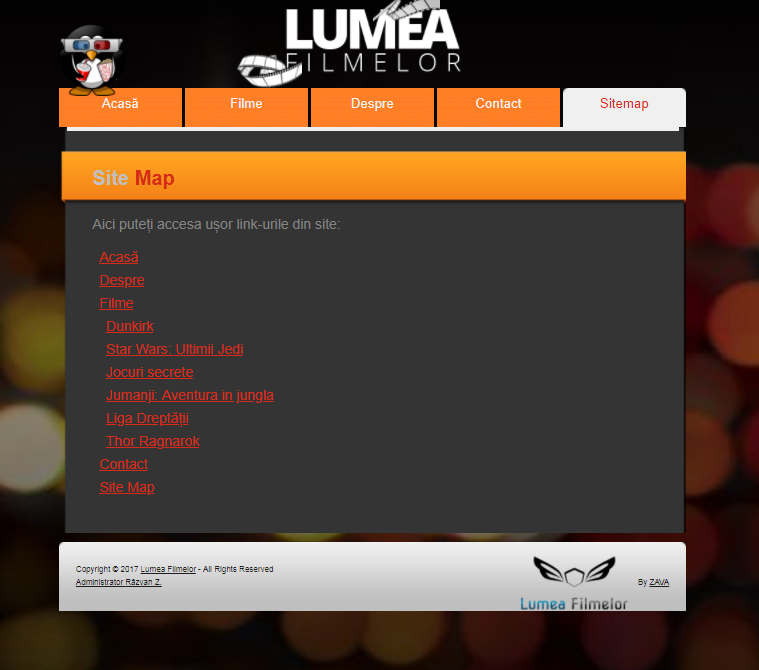 LUMEA
FILMELOR
Acasă Filme Despre Contact Sitemap
Site Map
Aici puteți accesa ușor link-urile din site:
Acasă
Despre
Filme
Dunkirk
Star Wars: Ultimii Jedi
Jocuri secrete
Jumanji: Aventura in jungla
Liga Dreptății
Thor Ragnarok
Contact
Site Map
Copyright © 2017 Lumea Filmelor - All Rights Reserved
Administrator Răzvan Z.
Lumea Filmelor
By ZAVA